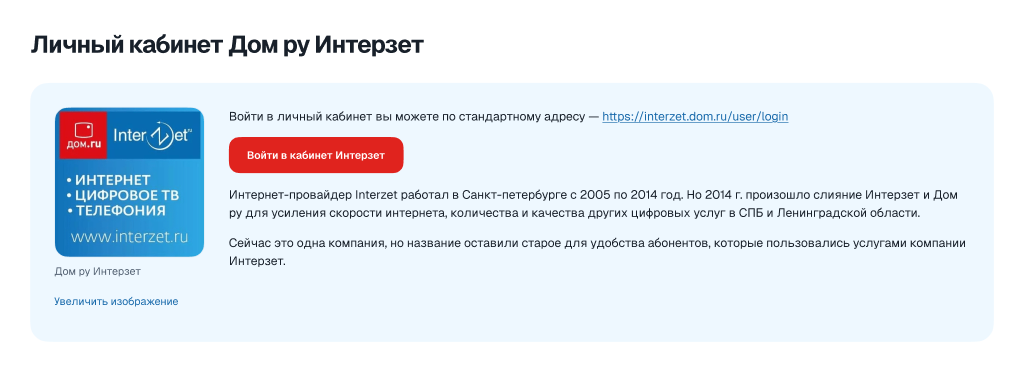 Личный кабинет Дом ру Интерзет
ДОМ.ru
InterZet™
• ИНТЕРНЕТ
• ЦИФРОВОЕ ТВ
• ТЕЛЕФОНИЯ
www.interzet.ru
Дом ру Интерзет
Увеличить изображение
Войти в личный кабинет вы можете по стандартному адресу — https://interzet.dom.ru/user/login
Войти в кабинет Интерзет
Интернет-провайдер Interzet работал в Санкт-петербурге с 2005 по 2014 год. Но 2014 г. произошло слияние Интерзет и Дом
ру для усиления скорости интернета, количества и качества других цифровых услуг в СПБ и Ленинградской области.
Сейчас это одна компания, но название оставили старое для удобства абонентов, которые пользовались услугами компании
Интерзет.